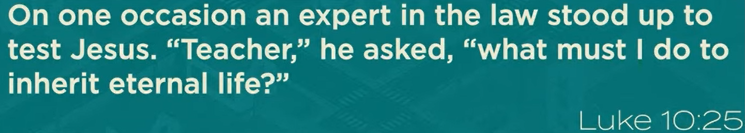 On one occasion an expert in the law stood up to
test Jesus. “Teacher,” he asked, “what must I do to
inherit eternal life?”
Luke 10:25